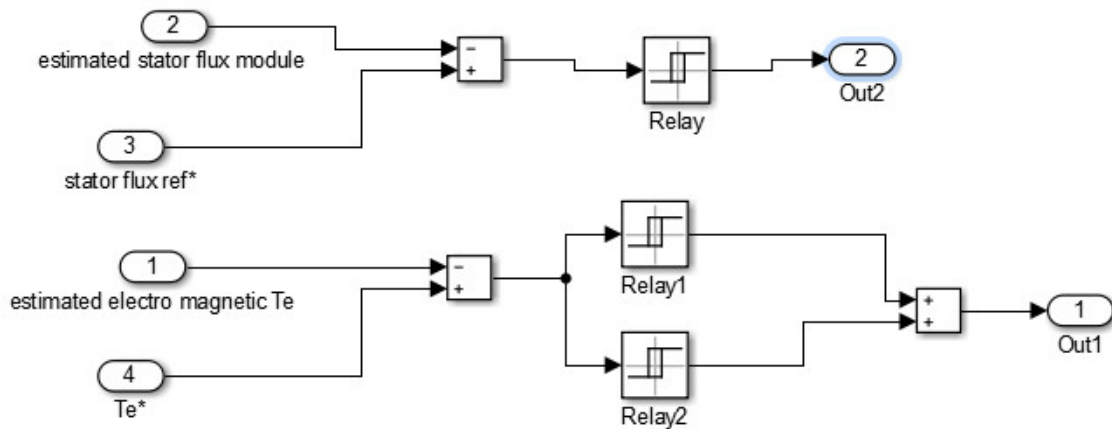 2
estimated stator flux module
−
+
Relay
2
Out2
3
stator flux ref*
1
estimated electro magnetic Te
−
+
Relay1
Relay2
+
+
1
Out1
4
Te*